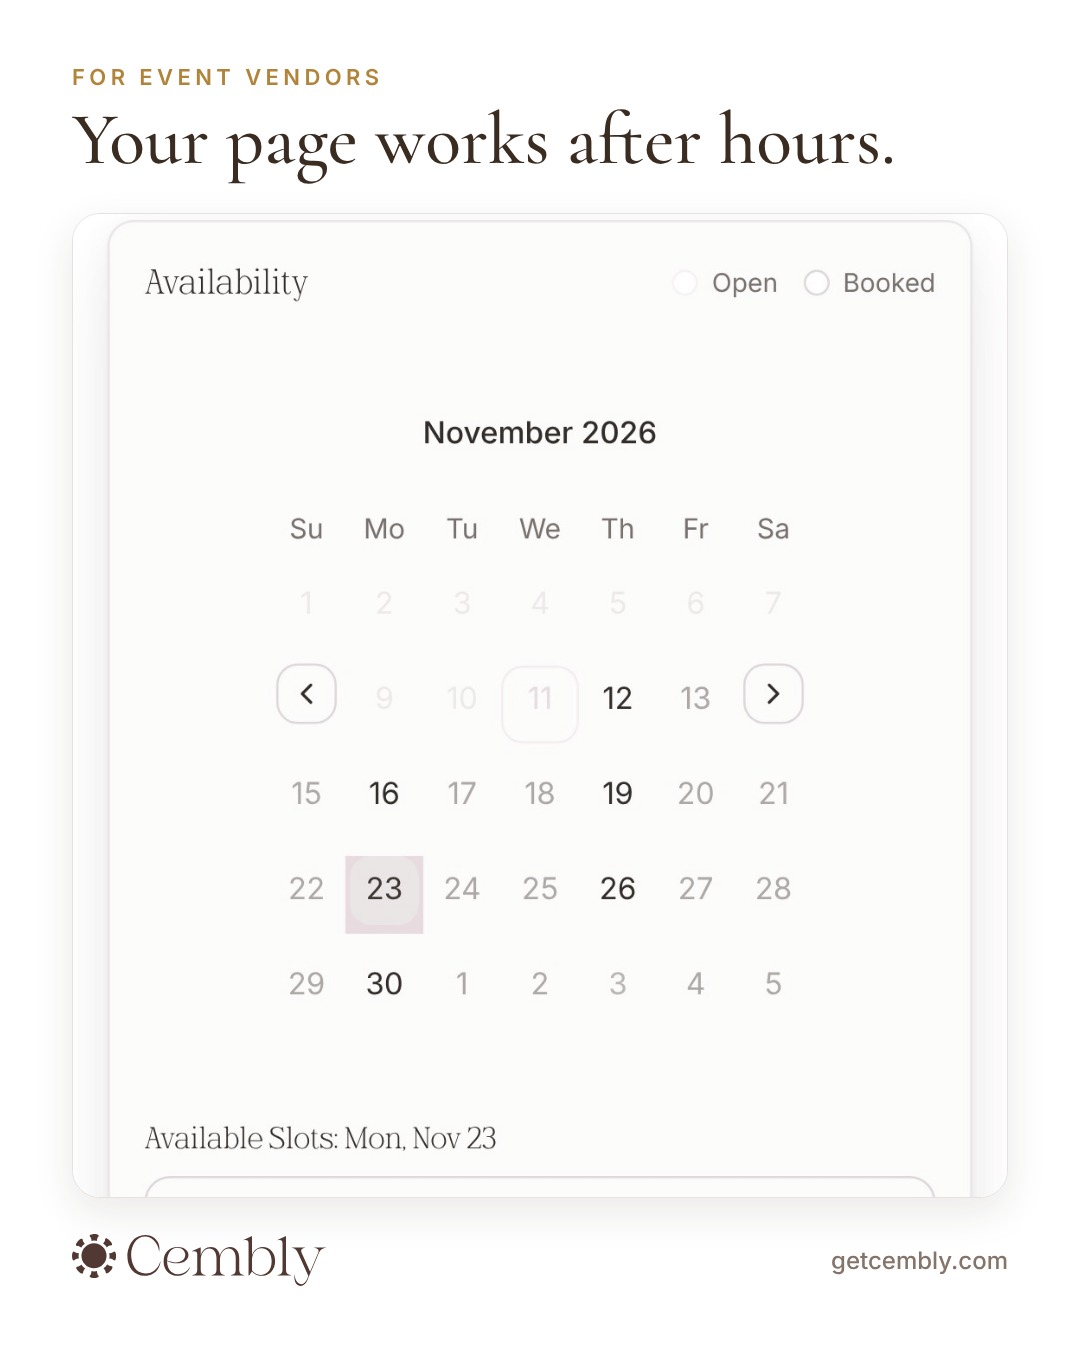 FOR EVENT VENDORS
Your page works after hours.
Availability
Open Booked
November 2026
Su Mo Tu We Th Fr Sa
1 2 3 4 5 6 7
9 10 11 12 13
15 16 17 18 19 20 21
22 23 24 25 26 27 28
29 30 1 2 3 4 5
Available Slots: Mon, Nov 23
Cembly
getcembly.com